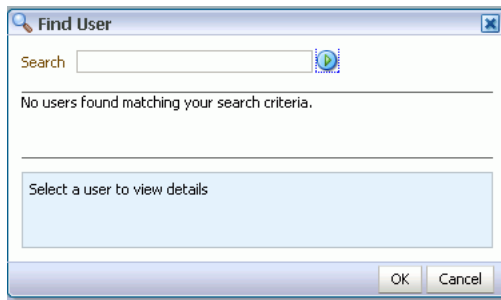 Find User
Search
No users found matching your search criteria.
Select a user to view details
OK Cancel